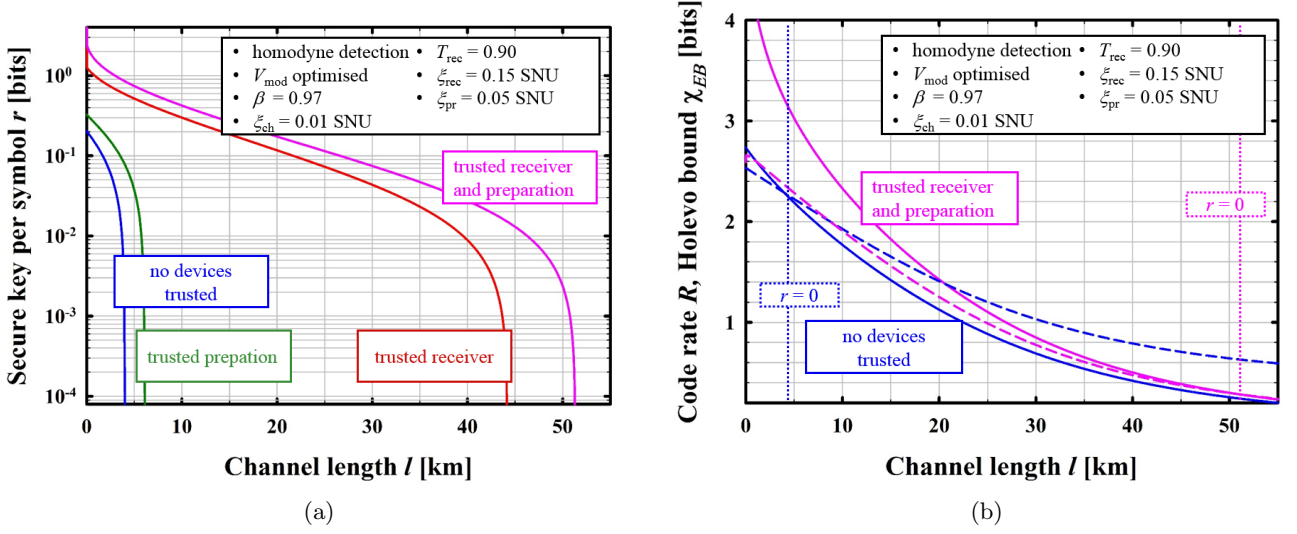 Secure key per symbol r [bits]
10⁰
10⁻¹
10⁻²
10⁻³
10⁻⁴
• homodyne detection • T_rec = 0.90
• V_mod optimised • ξ_rec = 0.15 SNU
• β = 0.97 • ξ_pr = 0.05 SNU
• ξ_ch = 0.01 SNU
trusted receiver
and preparation
no devices
trusted
trusted prepation
trusted receiver
0 10 20 30 40 50
Channel length l [km]
(a)
Code rate R, Holevo bound χ_EB [bits]
4
3
2
1
• homodyne detection • T_rec = 0.90
• V_mod optimised • ξ_rec = 0.15 SNU
• β = 0.97 • ξ_pr = 0.05 SNU
• ξ_ch = 0.01 SNU
trusted receiver
and preparation
r = 0
r = 0
no devices
trusted
0 10 20 30 40 50
Channel length l [km]
(b)